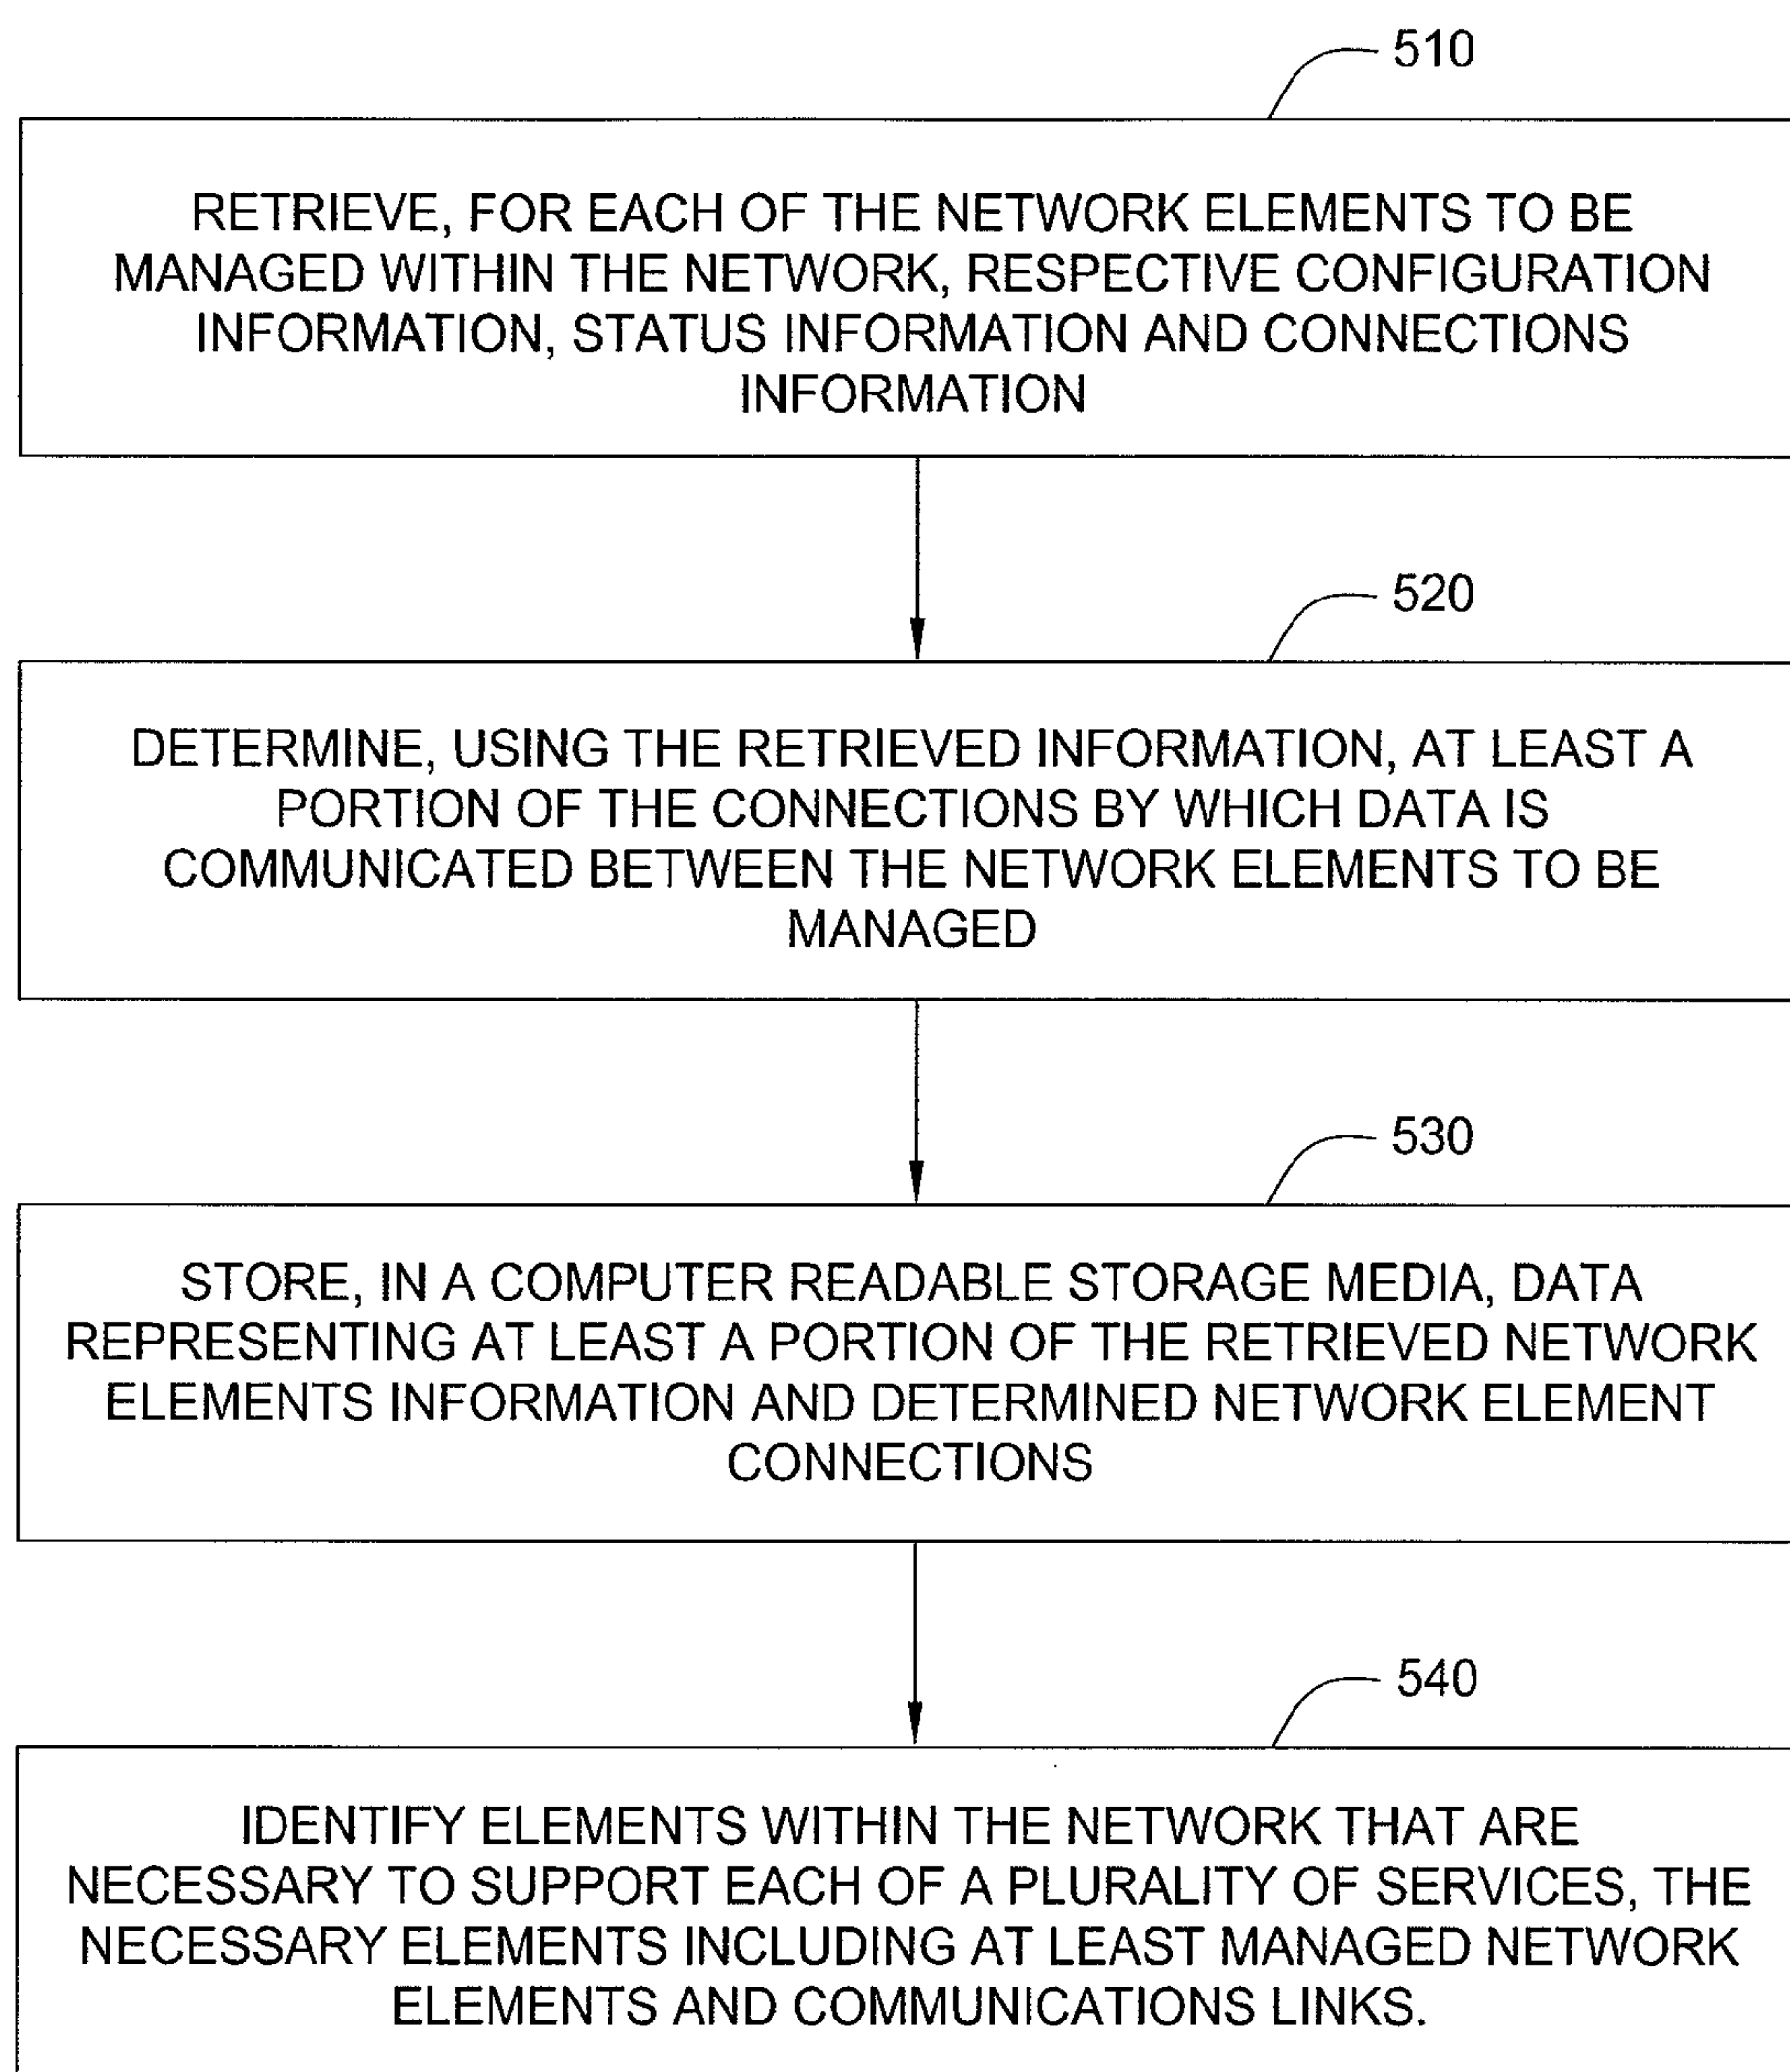 510
RETRIEVE, FOR EACH OF THE NETWORK ELEMENTS TO BE
MANAGED WITHIN THE NETWORK, RESPECTIVE CONFIGURATION
INFORMATION, STATUS INFORMATION AND CONNECTIONS
INFORMATION
520
DETERMINE, USING THE RETRIEVED INFORMATION, AT LEAST A
PORTION OF THE CONNECTIONS BY WHICH DATA IS
COMMUNICATED BETWEEN THE NETWORK ELEMENTS TO BE
MANAGED
530
STORE, IN A COMPUTER READABLE STORAGE MEDIA, DATA
REPRESENTING AT LEAST A PORTION OF THE RETRIEVED NETWORK
ELEMENTS INFORMATION AND DETERMINED NETWORK ELEMENT
CONNECTIONS
540
IDENTIFY ELEMENTS WITHIN THE NETWORK THAT ARE
NECESSARY TO SUPPORT EACH OF A PLURALITY OF SERVICES, THE
NECESSARY ELEMENTS INCLUDING AT LEAST MANAGED NETWORK
ELEMENTS AND COMMUNICATIONS LINKS.